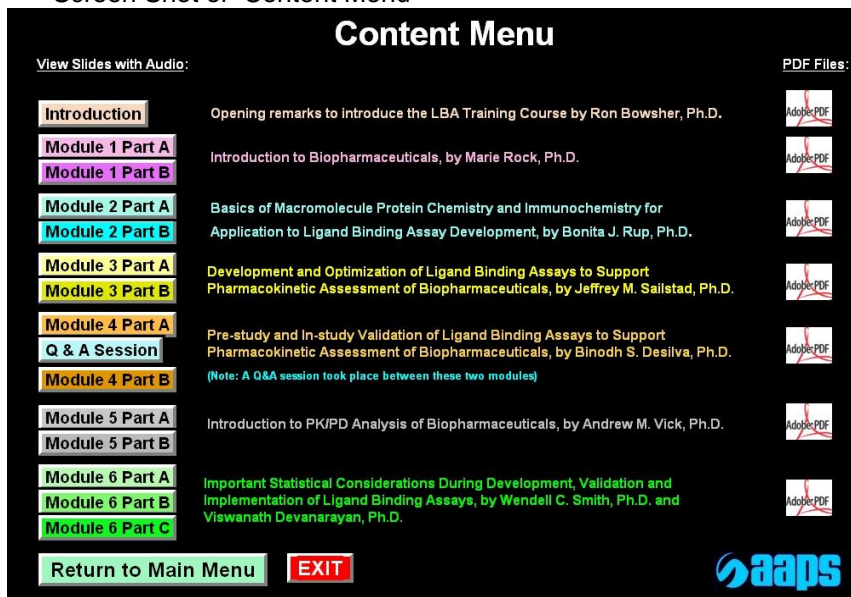 Screen Shot of "Content Menu"
Content Menu
View Slides with Audio:
PDF Files:
Introduction
Opening remarks to introduce the LBA Training Course by Ron Bowsher, Ph.D.
Adobe PDF
Module 1 Part A
Module 1 Part B
Introduction to Biopharmaceuticals, by Marie Rock, Ph.D.
Adobe PDF
Module 2 Part A
Module 2 Part B
Basics of Macromolecule Protein Chemistry and Immunochemistry for
Application to Ligand Binding Assay Development, by Bonita J. Rup, Ph.D.
Adobe PDF
Module 3 Part A
Module 3 Part B
Development and Optimization of Ligand Binding Assays to Support
Pharmacokinetic Assessment of Biopharmaceuticals, by Jeffrey M. Sailstad, Ph.D.
Adobe PDF
Module 4 Part A
Q & A Session
Module 4 Part B
Pre-study and In-study Validation of Ligand Binding Assays to Support
Pharmacokinetic Assessment of Biopharmaceuticals, by Binodh S. Desilva, Ph.D.
(Note: A Q&A session took place between these two modules)
Adobe PDF
Module 5 Part A
Module 5 Part B
Introduction to PK/PD Analysis of Biopharmaceuticals, by Andrew M. Vick, Ph.D.
Adobe PDF
Module 6 Part A
Module 6 Part B
Module 6 Part C
Important Statistical Considerations During Development, Validation and
Implementation of Ligand Binding Assays, by Wendell C. Smith, Ph.D. and
Viswanath Devanarayan, Ph.D.
Adobe PDF
Return to Main Menu
EXIT
aaps